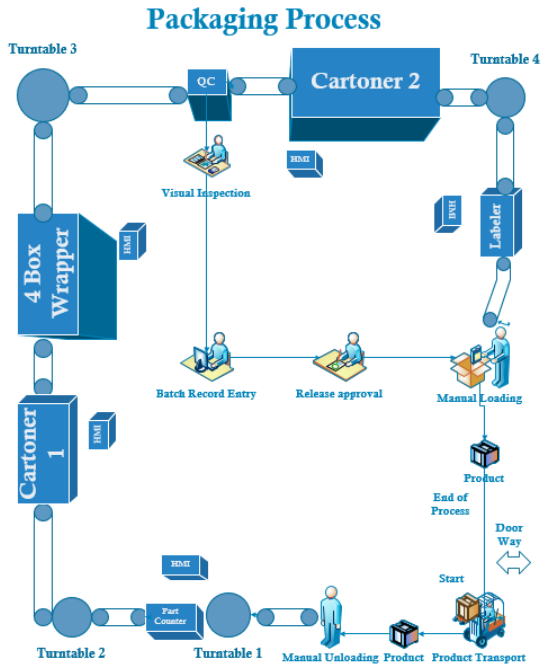 Packaging Process
Turntable 3
Turntable 4
QC
Cartoner 2
HMI
Visual Inspection
HMI
Labeler
4 Box
Wrapper
HMI
Batch Record Entry
Release approval
Manual Loading
Cartoner
1
HMI
Product
End of
Process
Door
Way
HMI
Start
Part
Counter
Turntable 2
Turntable 1
Manual Unloading
Product
Product Transport